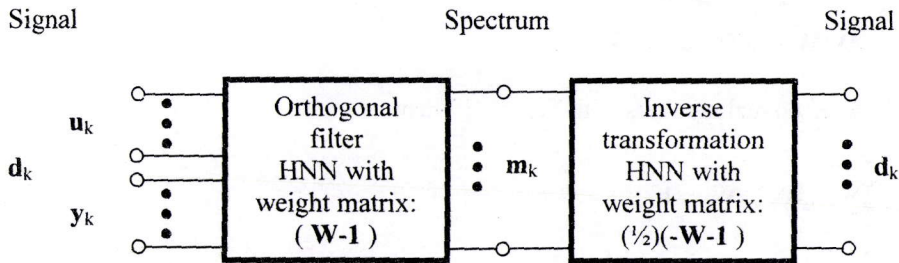 Signal Spectrum Signal
u_k
d_k
y_k
Orthogonal
filter
HNN with
weight matrix:
( W-1 )
m_k
Inverse
transformation
HNN with
weight matrix:
(½)(-W-1 )
d_k